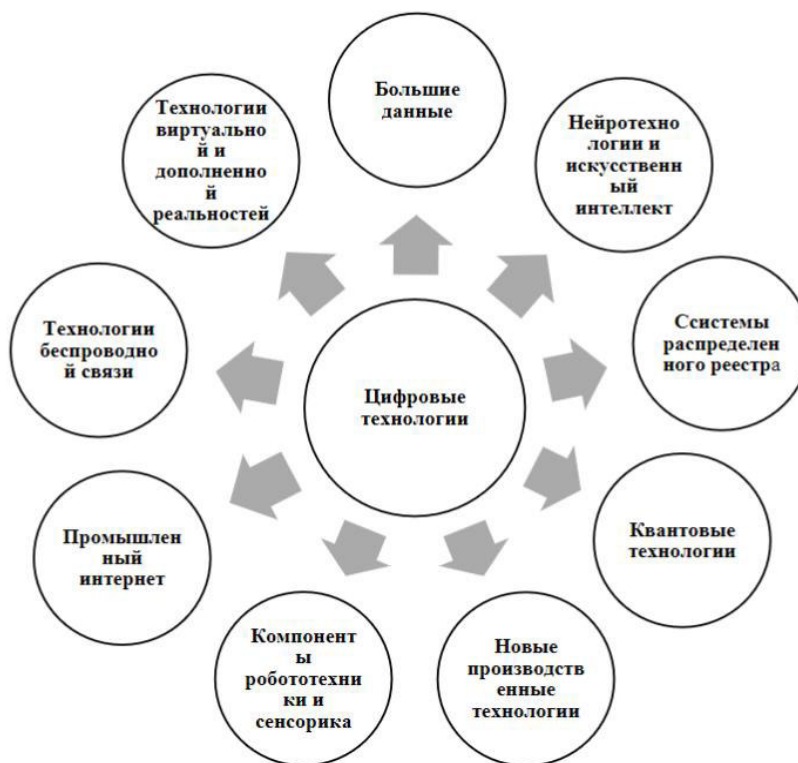 Большие
данные
Нейротехно
логии и
искусственн
ый
интеллект
Ссистемы
распределен
ного реестра
Квантовые
технологии
Новые
производств
енные
технологии
Компонент
ы
робототехни
ки и
сенсорика
Промышлен
ный
интернет
Технологии
беспроводно
й связи
Технологии
виртуально
й и
дополненно
й
реальностей
Цифровые
технологии